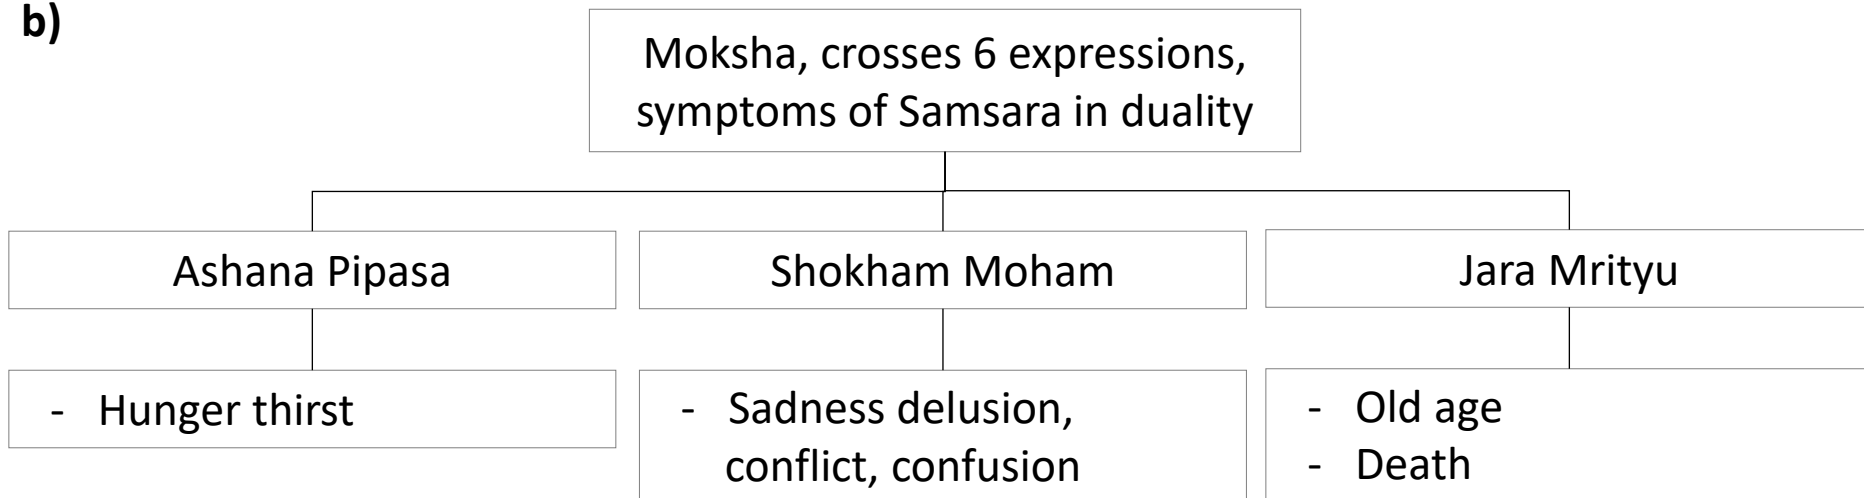 b)
Moksha, crosses 6 expressions,
symptoms of Samsara in duality
Ashana Pipasa
Shokham Moham
Jara Mrityu
- Hunger thirst
- Sadness delusion,
conflict, confusion
- Old age
- Death